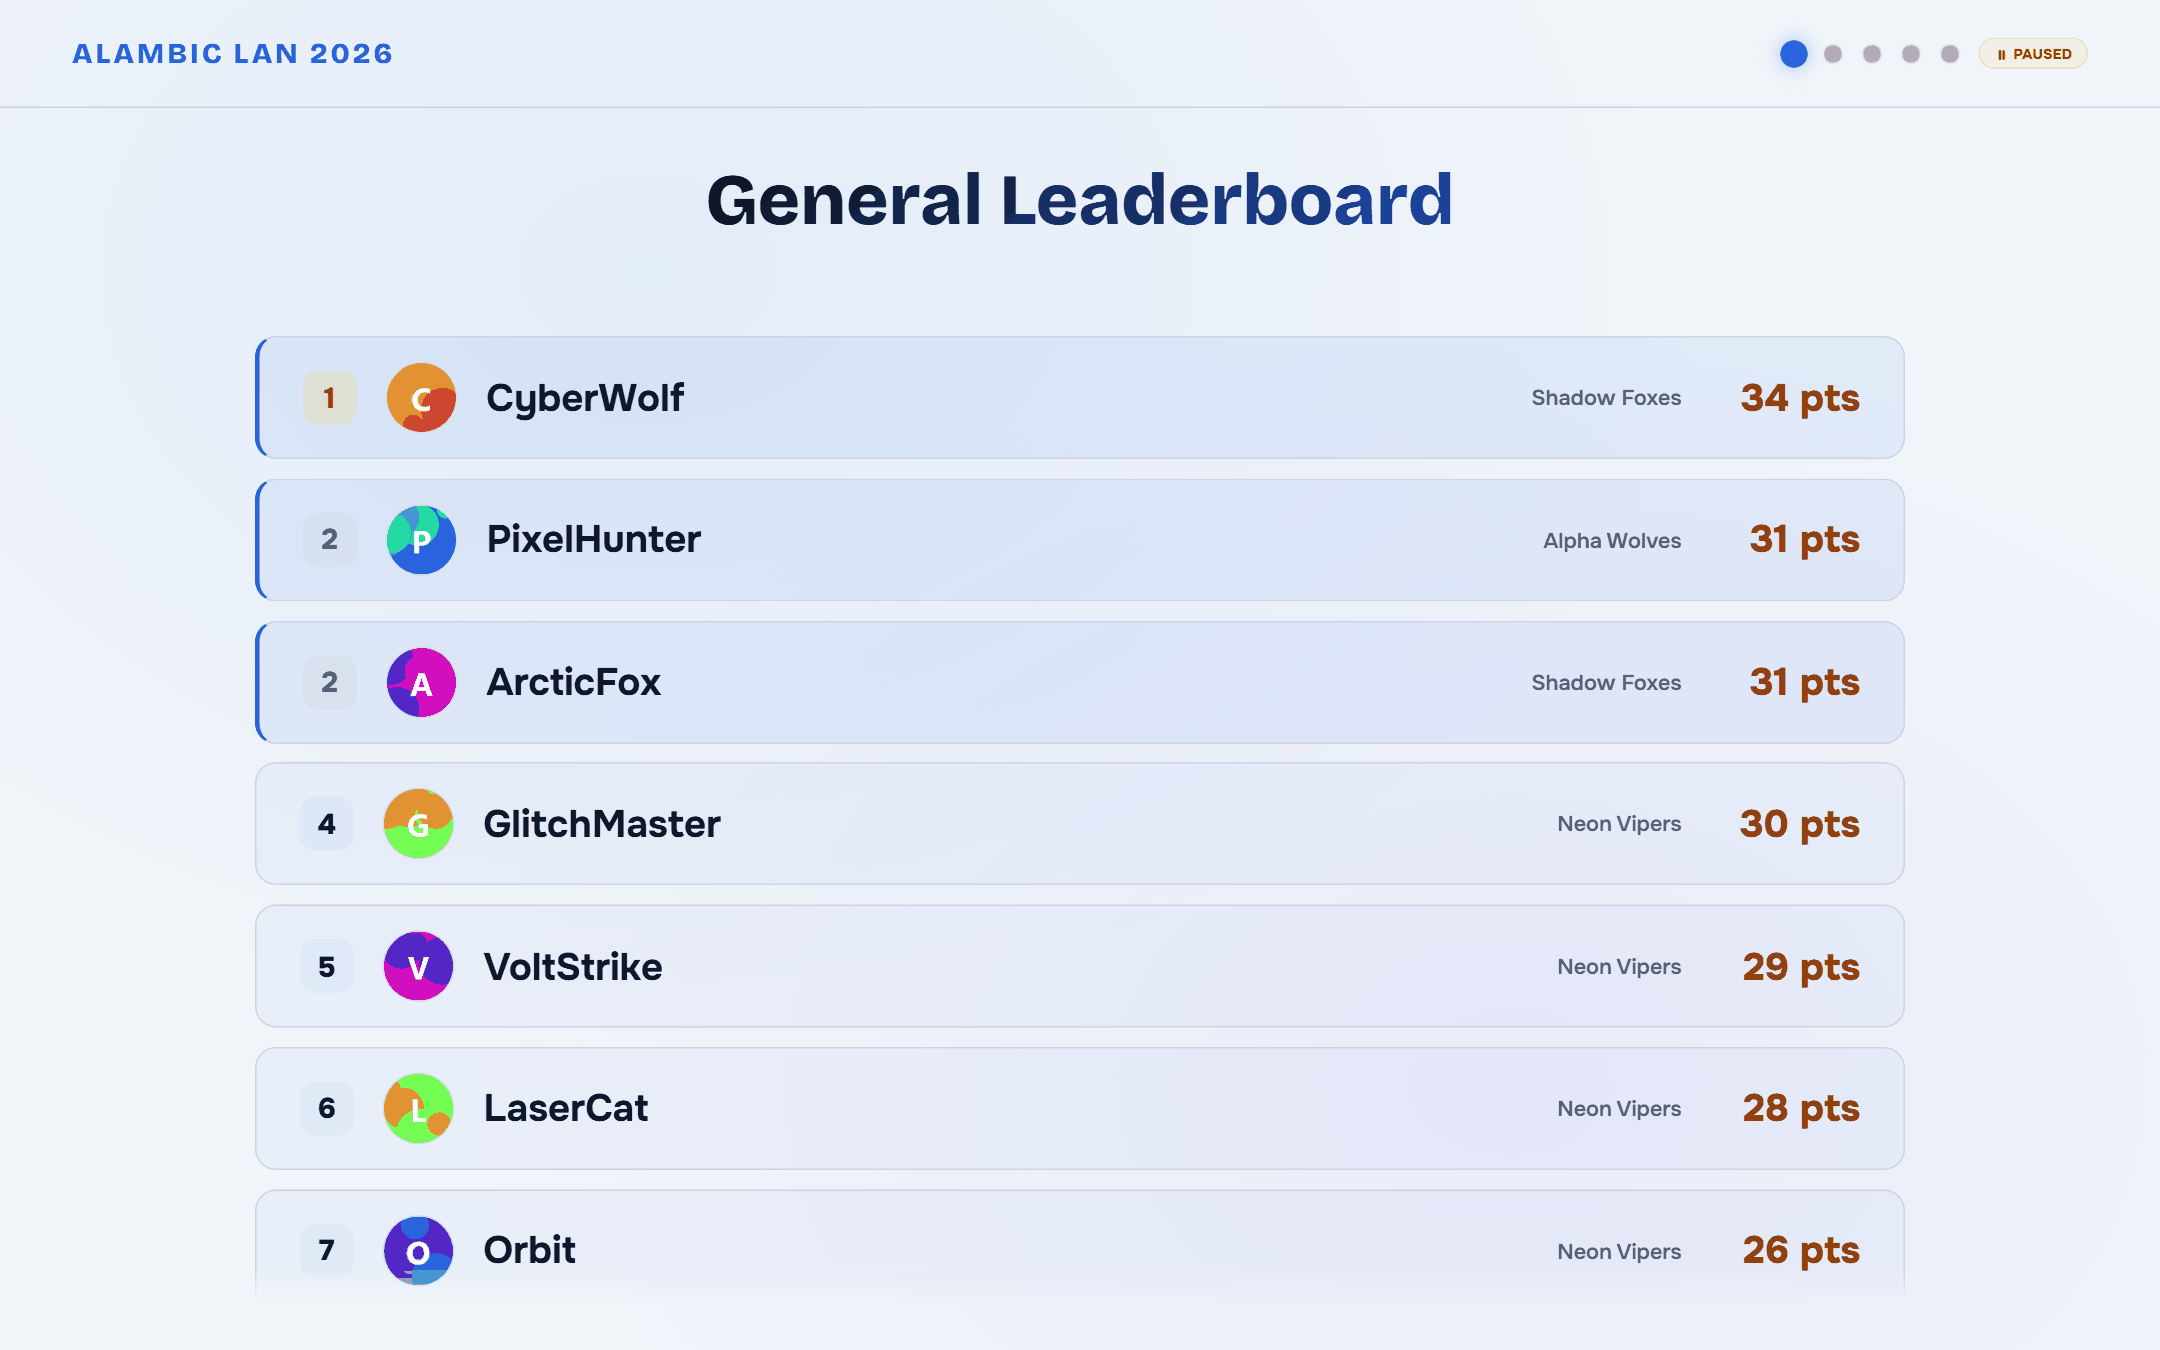 ALAMBIC LAN 2026
PAUSED
General Leaderboard
1 C CyberWolf Shadow Foxes 34 pts
2 P PixelHunter Alpha Wolves 31 pts
2 A ArcticFox Shadow Foxes 31 pts
4 G GlitchMaster Neon Vipers 30 pts
5 V VoltStrike Neon Vipers 29 pts
6 L LaserCat Neon Vipers 28 pts
7 O Orbit Neon Vipers 26 pts